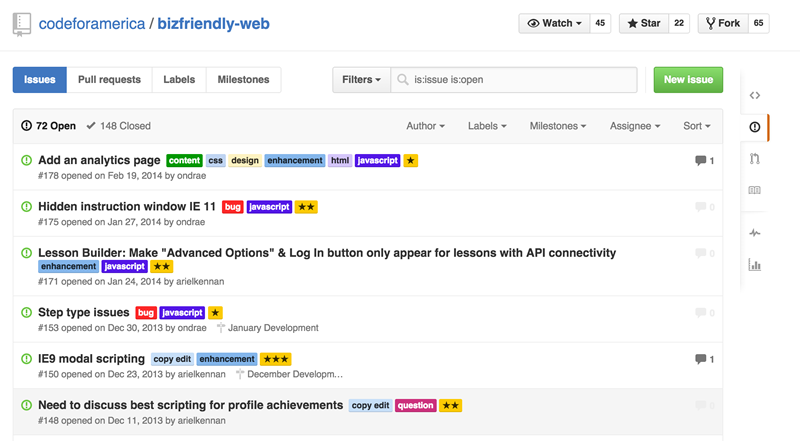 codeforamerica / bizfriendly-web
Watch 45 Star 22 Fork 65
Issues Pull requests Labels Milestones Filters is:issue is:open New issue
72 Open 148 Closed Author Labels Milestones Assignee Sort
Add an analytics page content css design enhancement html javascript ★ 1
#178 opened on Feb 19, 2014 by ondrae
Hidden instruction window IE 11 bug javascript ★★ 0
#175 opened on Jan 27, 2014 by ondrae
Lesson Builder: Make "Advanced Options" & Log In button only appear for lessons with API connectivity 0
enhancement javascript ★★
#171 opened on Jan 24, 2014 by arielkennan
Step type issues bug javascript ★ 0
#153 opened on Dec 30, 2013 by ondrae January Development
IE9 modal scripting copy edit enhancement ★★★ 1
#150 opened on Dec 23, 2013 by arielkennan December Developm…
Need to discuss best scripting for profile achievements copy edit question ★★ 0
#148 opened on Dec 11, 2013 by arielkennan